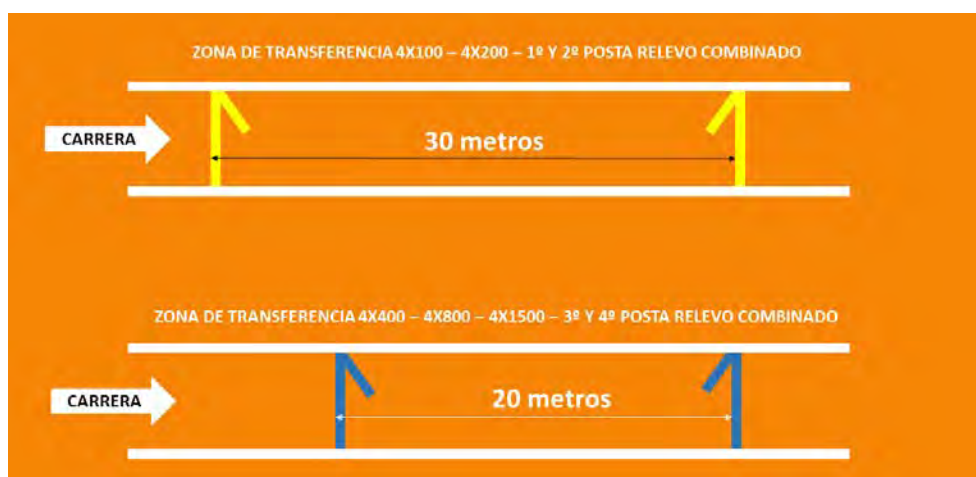 ZONA DE TRANSFERENCIA 4X100 – 4X200 – 1º Y 2º POSTA RELEVO COMBINADO
CARRERA
30 metros
ZONA DE TRANSFERENCIA 4X400 – 4X800 – 4X1500 – 3º Y 4º POSTA RELEVO COMBINADO
CARRERA
20 metros